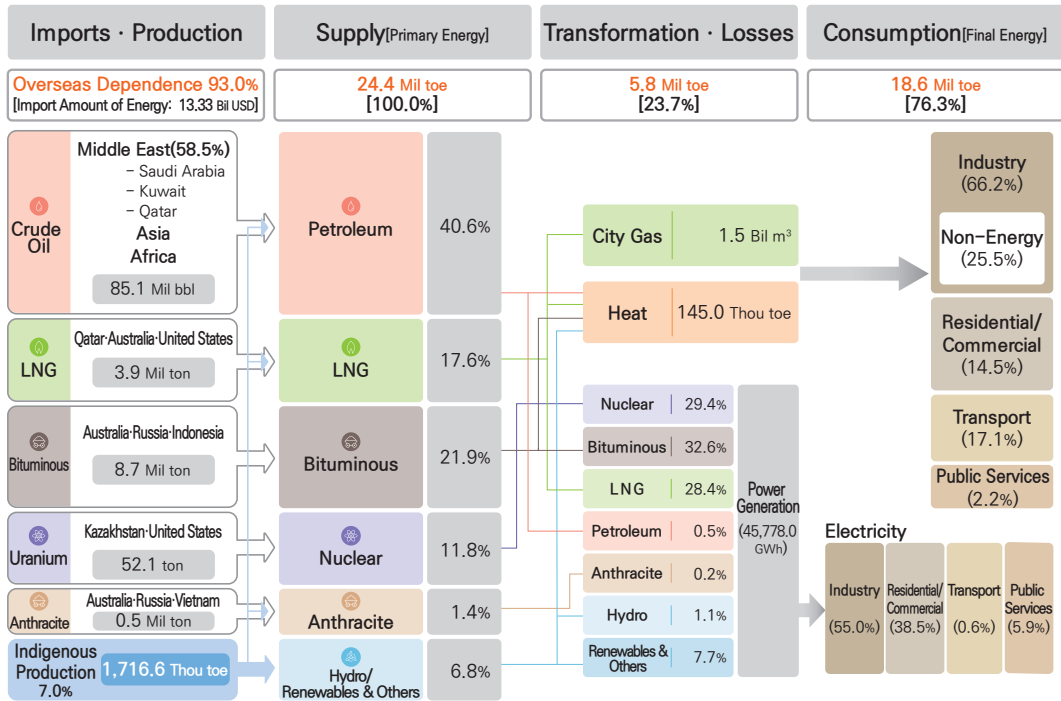 Imports · Production
Supply[Primary Energy]
Transformation · Losses
Consumption[Final Energy]
Overseas Dependence 93.0%
[Import Amount of Energy: 13.33 Bil USD]
24.4 Mil toe
[100.0%]
5.8 Mil toe
[23.7%]
18.6 Mil toe
[76.3%]
Crude
Oil
Middle East(58.5%)
- Saudi Arabia
- Kuwait
- Qatar
Asia
Africa
85.1 Mil bbl
LNG
Qatar·Australia·United States
3.9 Mil ton
Bituminous
Australia·Russia·Indonesia
8.7 Mil ton
Uranium
Kazakhstan·United States
52.1 ton
Anthracite
Australia·Russia·Vietnam
0.5 Mil ton
Indigenous
Production
7.0%
1,716.6 Thou toe
Petroleum
40.6%
LNG
17.6%
Bituminous
21.9%
Nuclear
11.8%
Anthracite
1.4%
Hydro/
Renewables & Others
6.8%
City Gas
1.5 Bil m³
Heat
145.0 Thou toe
Nuclear
29.4%
Bituminous
32.6%
LNG
28.4%
Petroleum
0.5%
Anthracite
0.2%
Hydro
1.1%
Renewables &
Others
7.7%
Power
Generation
(45,778.0
GWh)
Industry
(66.2%)
Non-Energy
(25.5%)
Residential/
Commercial
(14.5%)
Transport
(17.1%)
Public Services
(2.2%)
Electricity
Industry
(55.0%)
Residential/
Commercial
(38.5%)
Transport
(0.6%)
Public
Services
(5.9%)